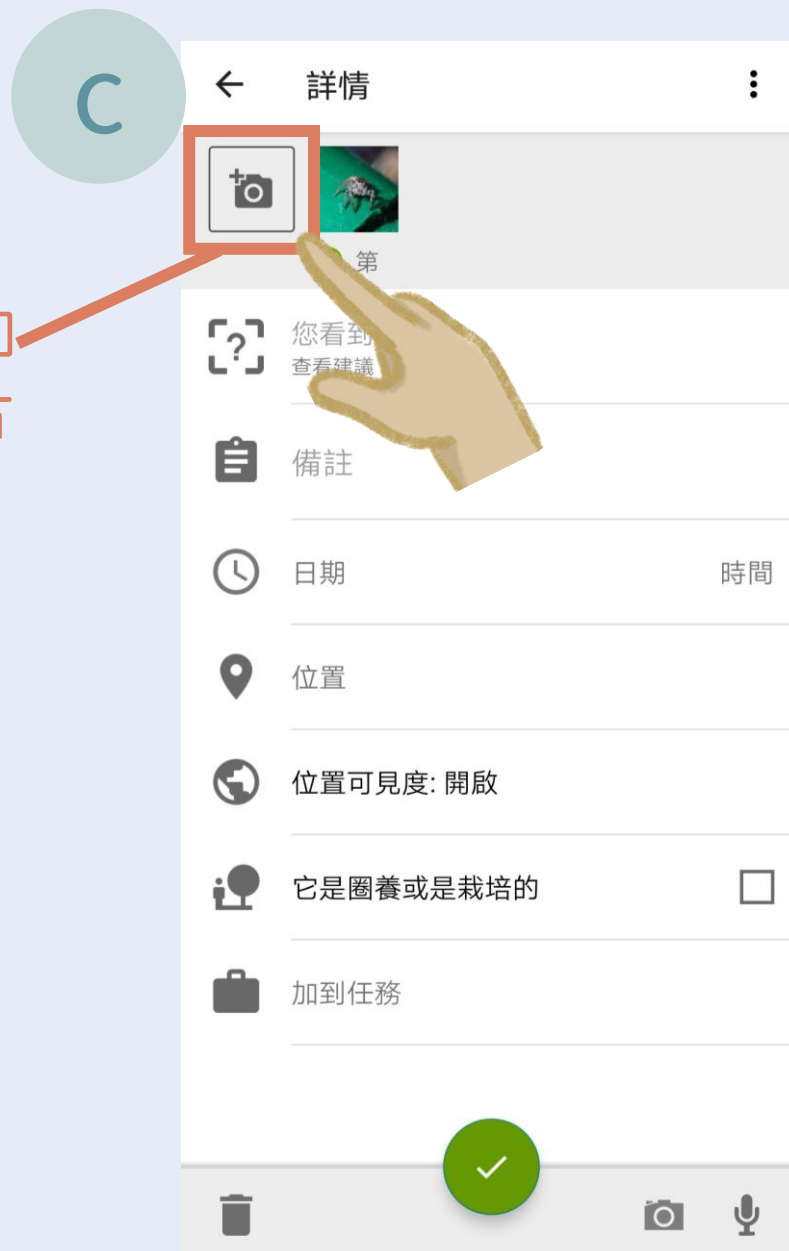 C
詳情
第
您看到
查看建議
備註
日期 時間
位置
位置可見度: 開啟
它是圈養或是栽培的
加到任務